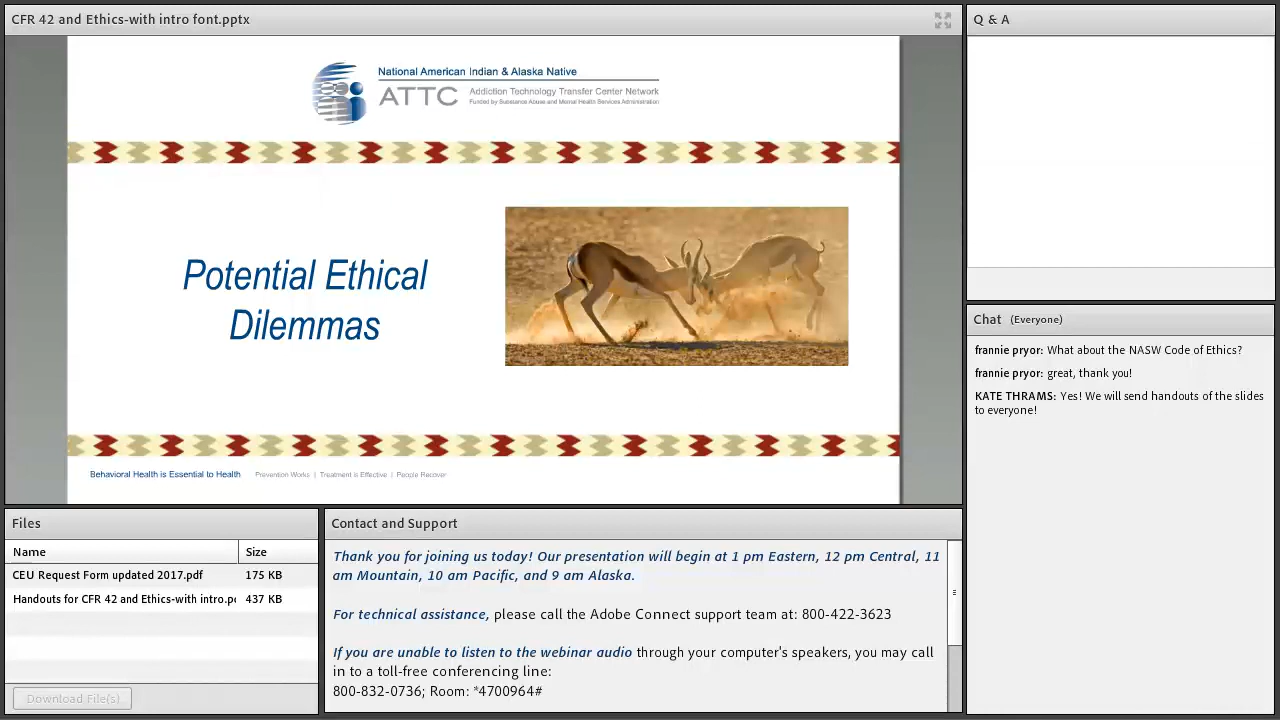 CFR 42 and Ethics-with intro font.pptx
National American Indian & Alaska Native
ATTC
Addiction Technology Transfer Center Network
Funded by Substance Abuse and Mental Health Services Administration
Potential Ethical
Dilemmas
Behavioral Health is Essential to Health
Prevention Works | Treatment is Effective | People Recover
Q & A
Chat (Everyone)
frannie pryor: What about the NASW Code of Ethics?
frannie pryor: great, thank you!
KATE THRAMS: Yes! We will send handouts of the slides
to everyone!
Files
Name Size
CEU Request Form updated 2017.pdf 175 KB
Handouts for CFR 42 and Ethics-with intro.p 437 KB
Download File(s)
Contact and Support
Thank you for joining us today! Our presentation will begin at 1 pm Eastern, 12 pm Central, 11
am Mountain, 10 am Pacific, and 9 am Alaska.
For technical assistance, please call the Adobe Connect support team at: 800-422-3623
If you are unable to listen to the webinar audio through your computer's speakers, you may call
in to a toll-free conferencing line:
800-832-0736; Room: *4700964#